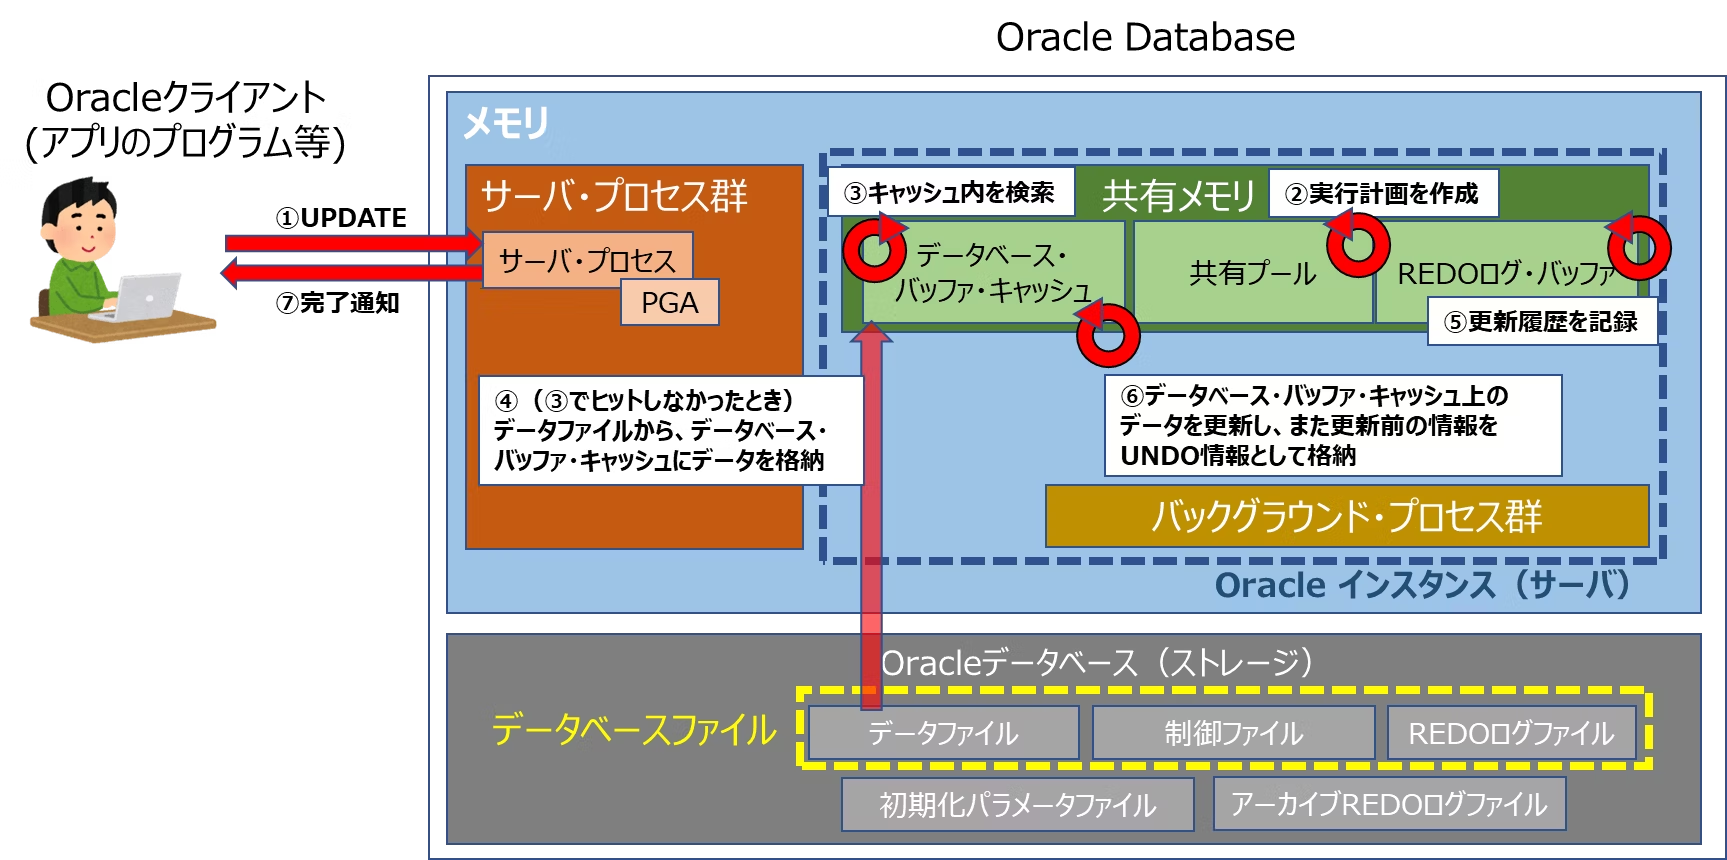 Oracle Database
Oracleクライアント
(アプリのプログラム等)
メモリ
サーバ・プロセス群
③キャッシュ内を検索
共有メモリ
②実行計画を作成
①UPDATE
サーバ・プロセス
PGA
⑦完了通知
データベース・
バッファ・キャッシュ
共有プール
REDOログ・バッファ
⑤更新履歴を記録
④（③でヒットしなかったとき）
データファイルから、データベース・
バッファ・キャッシュにデータを格納
⑥データベース・バッファ・キャッシュ上の
データを更新し、また更新前の情報を
UNDO情報として格納
バックグラウンド・プロセス群
Oracle インスタンス（サーバ）
Oracleデータベース（ストレージ）
データベースファイル
データファイル
制御ファイル
REDOログファイル
初期化パラメータファイル
アーカイブREDOログファイル